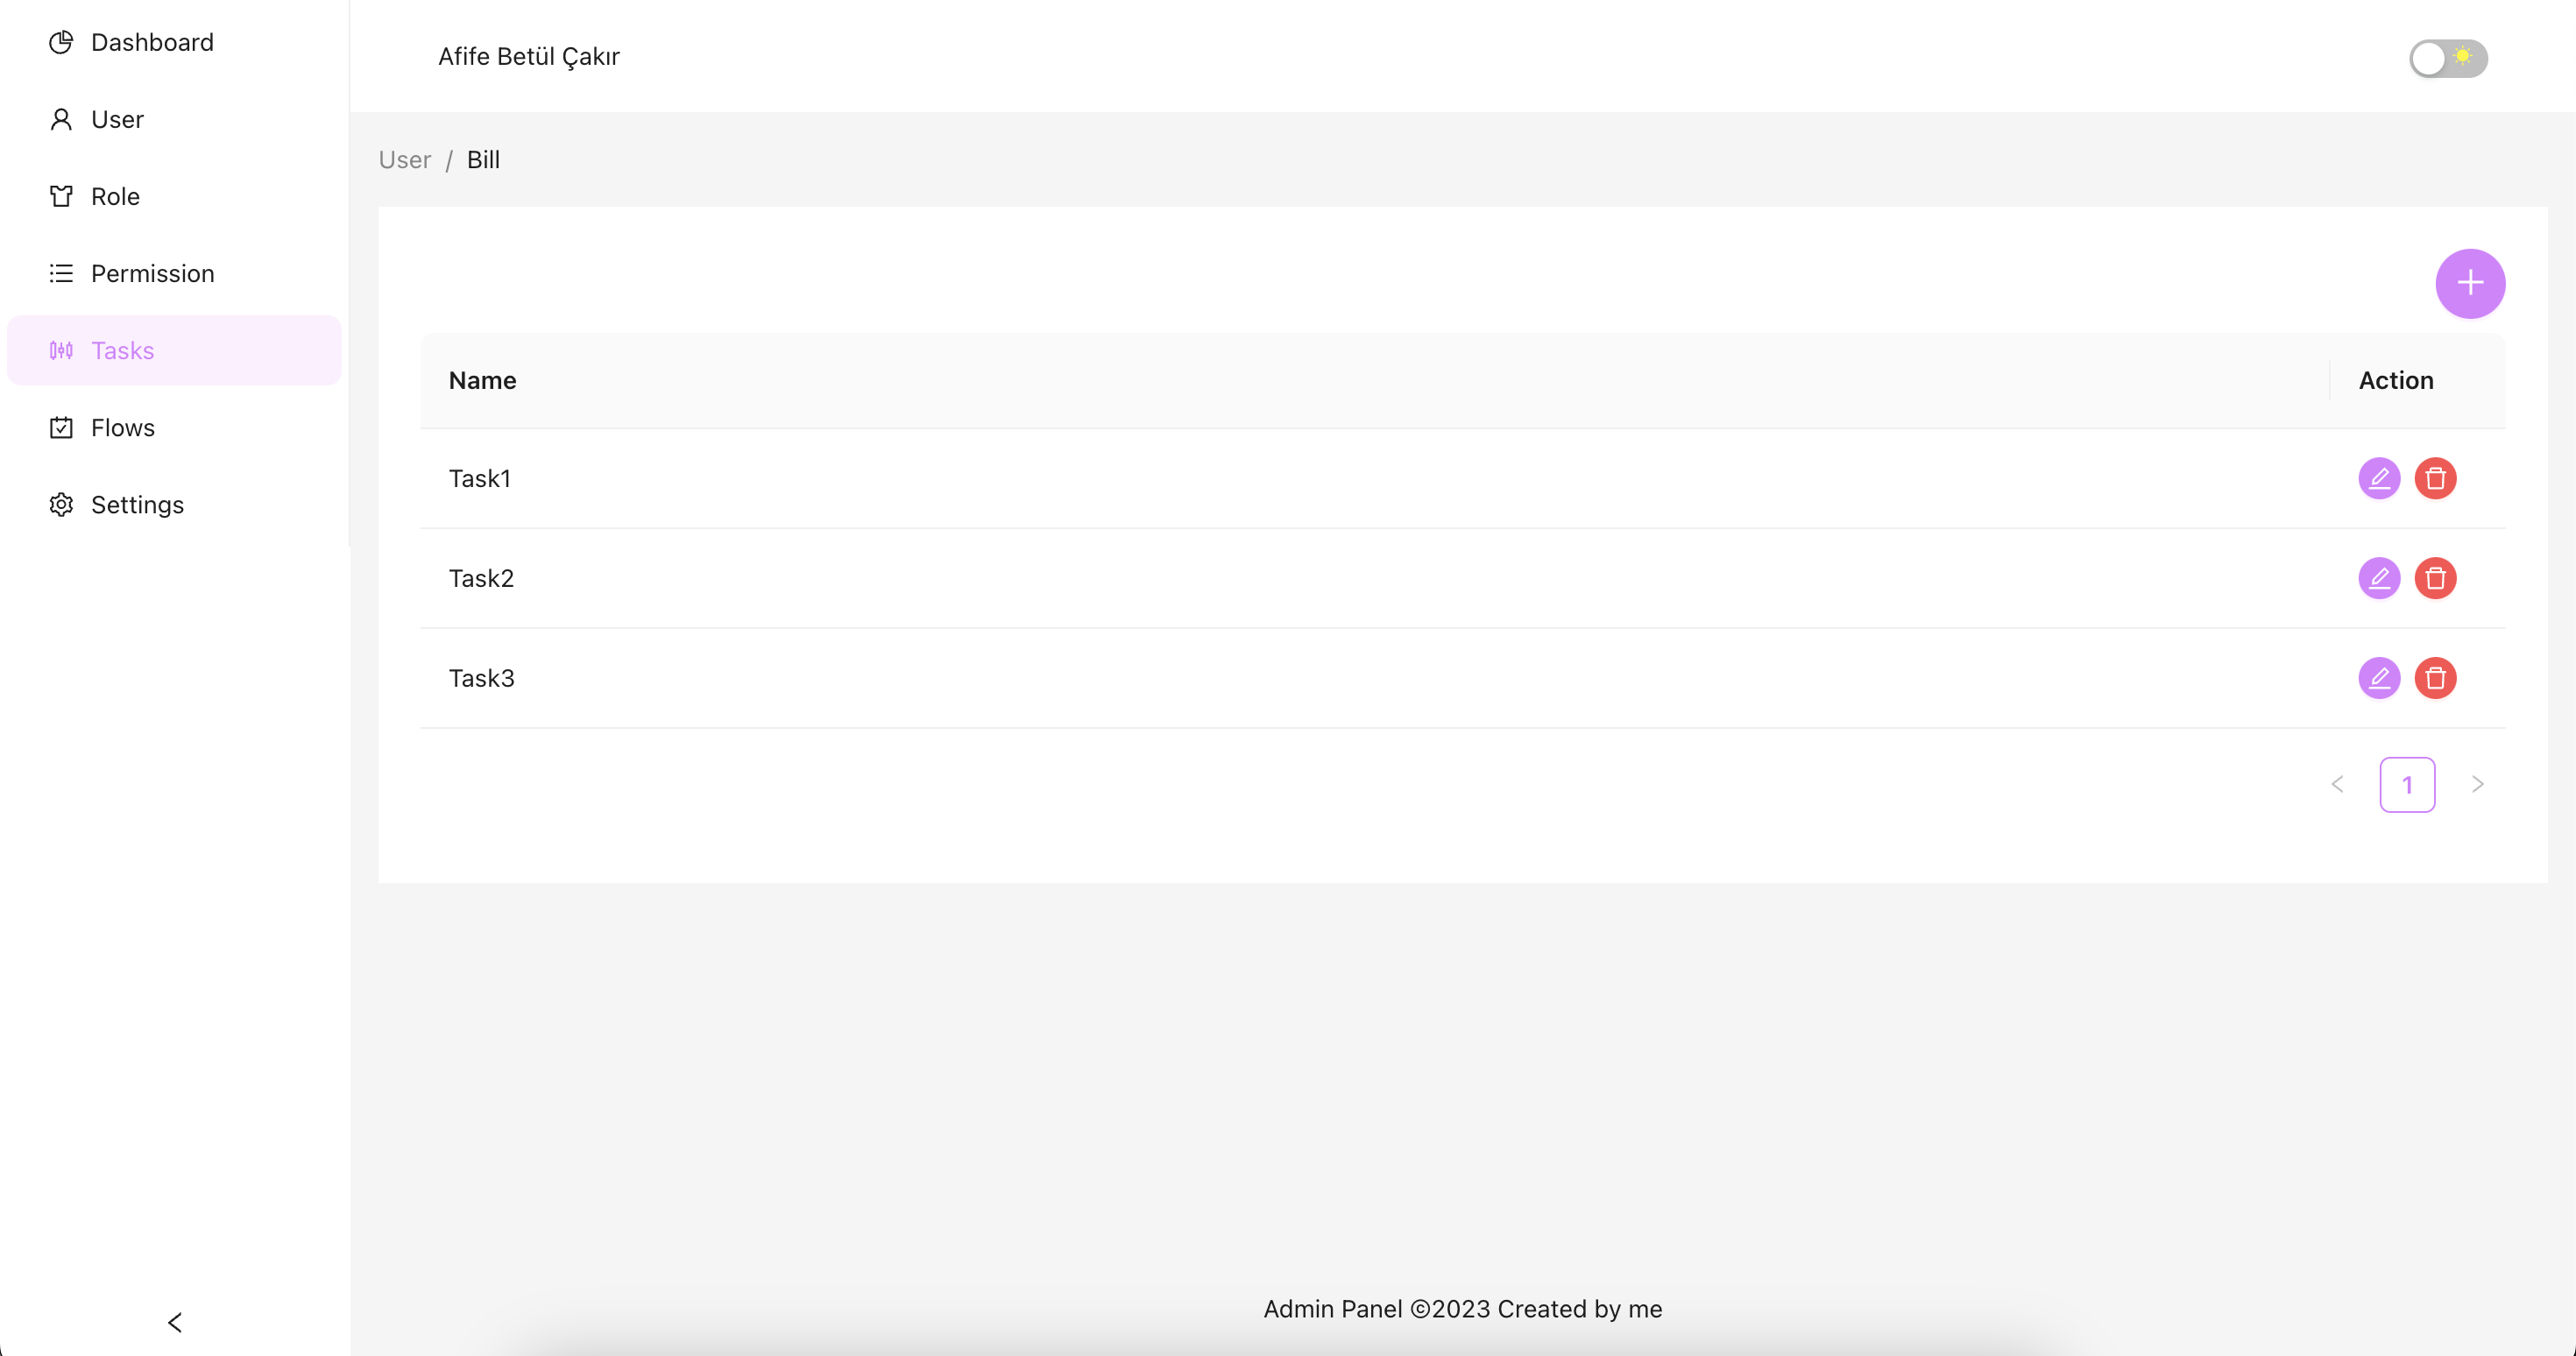 Dashboard
User
Role
Permission
Tasks
Flows
Settings
Afife Betül Çakır
User / Bill
Name Action
Task1
Task2
Task3
1
Admin Panel ©2023 Created by me